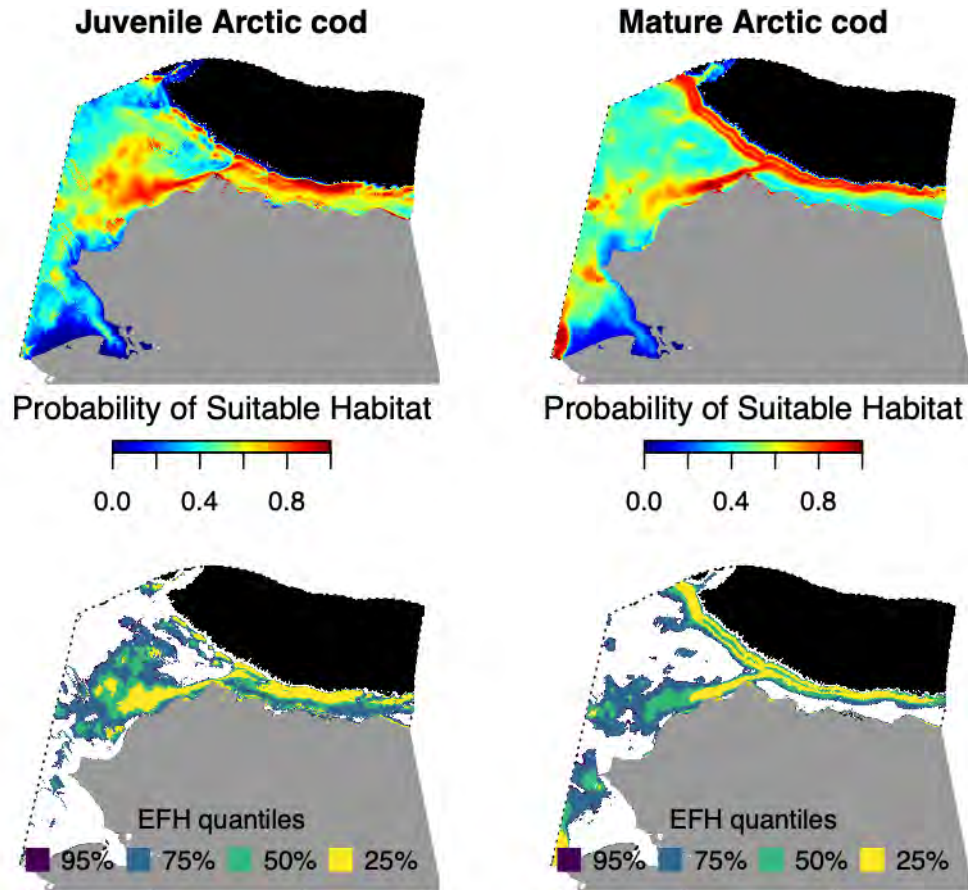 Juvenile Arctic cod
Mature Arctic cod
Probability of Suitable Habitat
Probability of Suitable Habitat
0.0 0.4 0.8
0.0 0.4 0.8
EFH quantiles
95% 75% 50% 25%
EFH quantiles
95% 75% 50% 25%